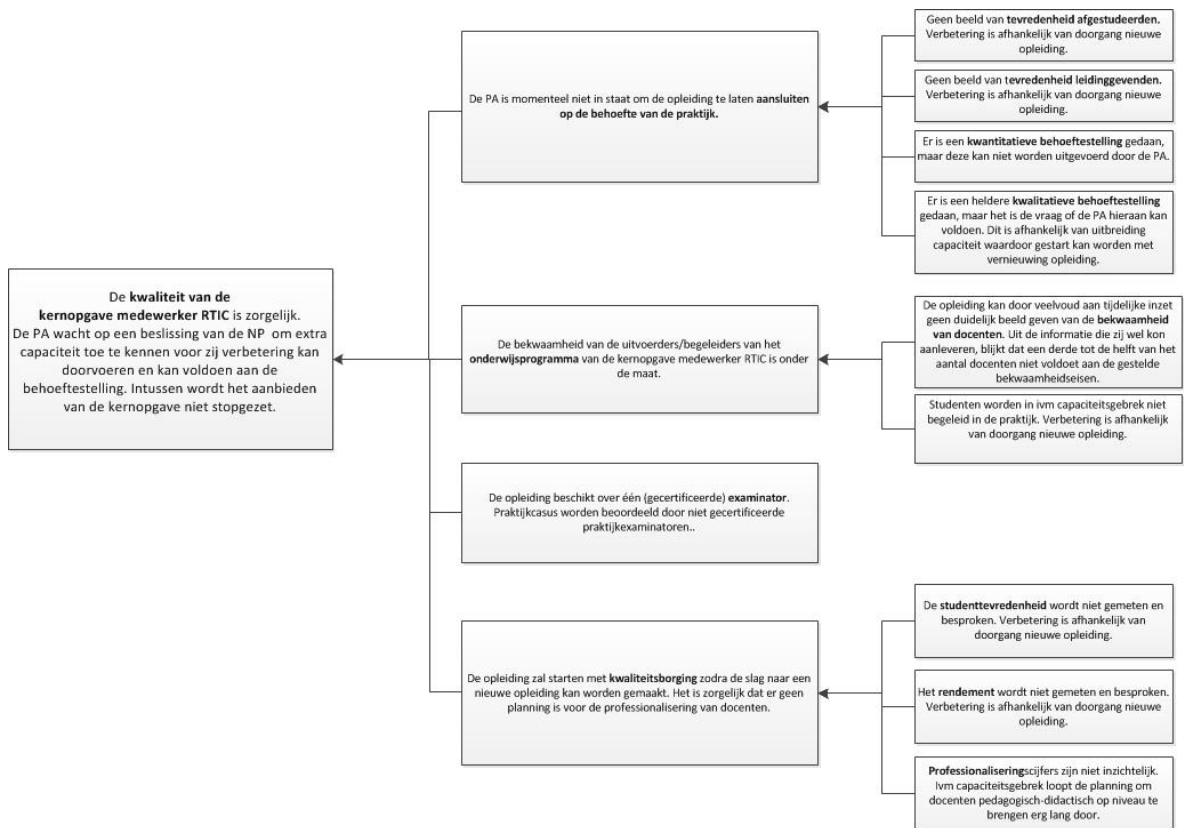 De kwaliteit van de
kernopgave medewerker RTIC is zorgelijk.
De PA wacht op een beslissing van de NP om extra
capaciteit toe te kennen voor zij verbetering kan
doorvoeren en kan voldoen aan de
behoeftestelling. Intussen wordt het aanbieden
van de kernopgave niet stopgezet.
De PA is momenteel niet in staat om de opleiding te laten aansluiten
op de behoefte van de praktijk.
Geen beeld van tevredenheid afgestudeerden.
Verbetering is afhankelijk van doorgang nieuwe
opleiding.
Geen beeld van tevredenheid leidinggevenden.
Verbetering is afhankelijk van doorgang nieuwe
opleiding.
Er is een kwantitatieve behoeftestelling gedaan,
maar deze kan niet worden uitgevoerd door de PA.
Er is een heldere kwalitatieve behoeftestelling
gedaan, maar het is de vraag of de PA hieraan kan
voldoen. Dit is afhankelijk van uitbreiding
capaciteit waardoor gestart kan worden met
vernieuwing opleiding.
De bekwaamheid van de uitvoerders/begeleiders van het
onderwijsprogramma van de kernopgave medewerker RTIC is onder
de maat.
De opleiding kan door veelvoud aan tijdelijke inzet
geen duidelijk beeld geven van de bekwaamheid
van docenten. Uit de informatie die zij wel kon
aanleveren, blijkt dat een derde tot de helft van het
aantal docenten niet voldoet aan de gestelde
bekwaamheidseisen.
Studenten worden in ivm capaciteitsgebrek niet
begeleid in de praktijk. Verbetering is afhankelijk
van doorgang nieuwe opleiding.
De opleiding beschikt over één (gecertificeerde) examinator.
Praktijkcasus worden beoordeeld door niet gecertificeerde
praktijkexaminatoren..
De opleiding zal starten met kwaliteitsborging zodra de slag naar een
nieuwe opleiding kan worden gemaakt. Het is zorgelijk dat er geen
planning is voor de professionalisering van docenten.
De studenttevredenheid wordt niet gemeten en
besproken. Verbetering is afhankelijk van
doorgang nieuwe opleiding.
Het rendement wordt niet gemeten en besproken.
Verbetering is afhankelijk van doorgang nieuwe
opleiding.
Professionaliseringscijfers zijn niet inzichtelijk.
Ivm capaciteitsgebrek loopt de planning om
docenten pedagogisch-didactisch op niveau te
brengen erg lang door.